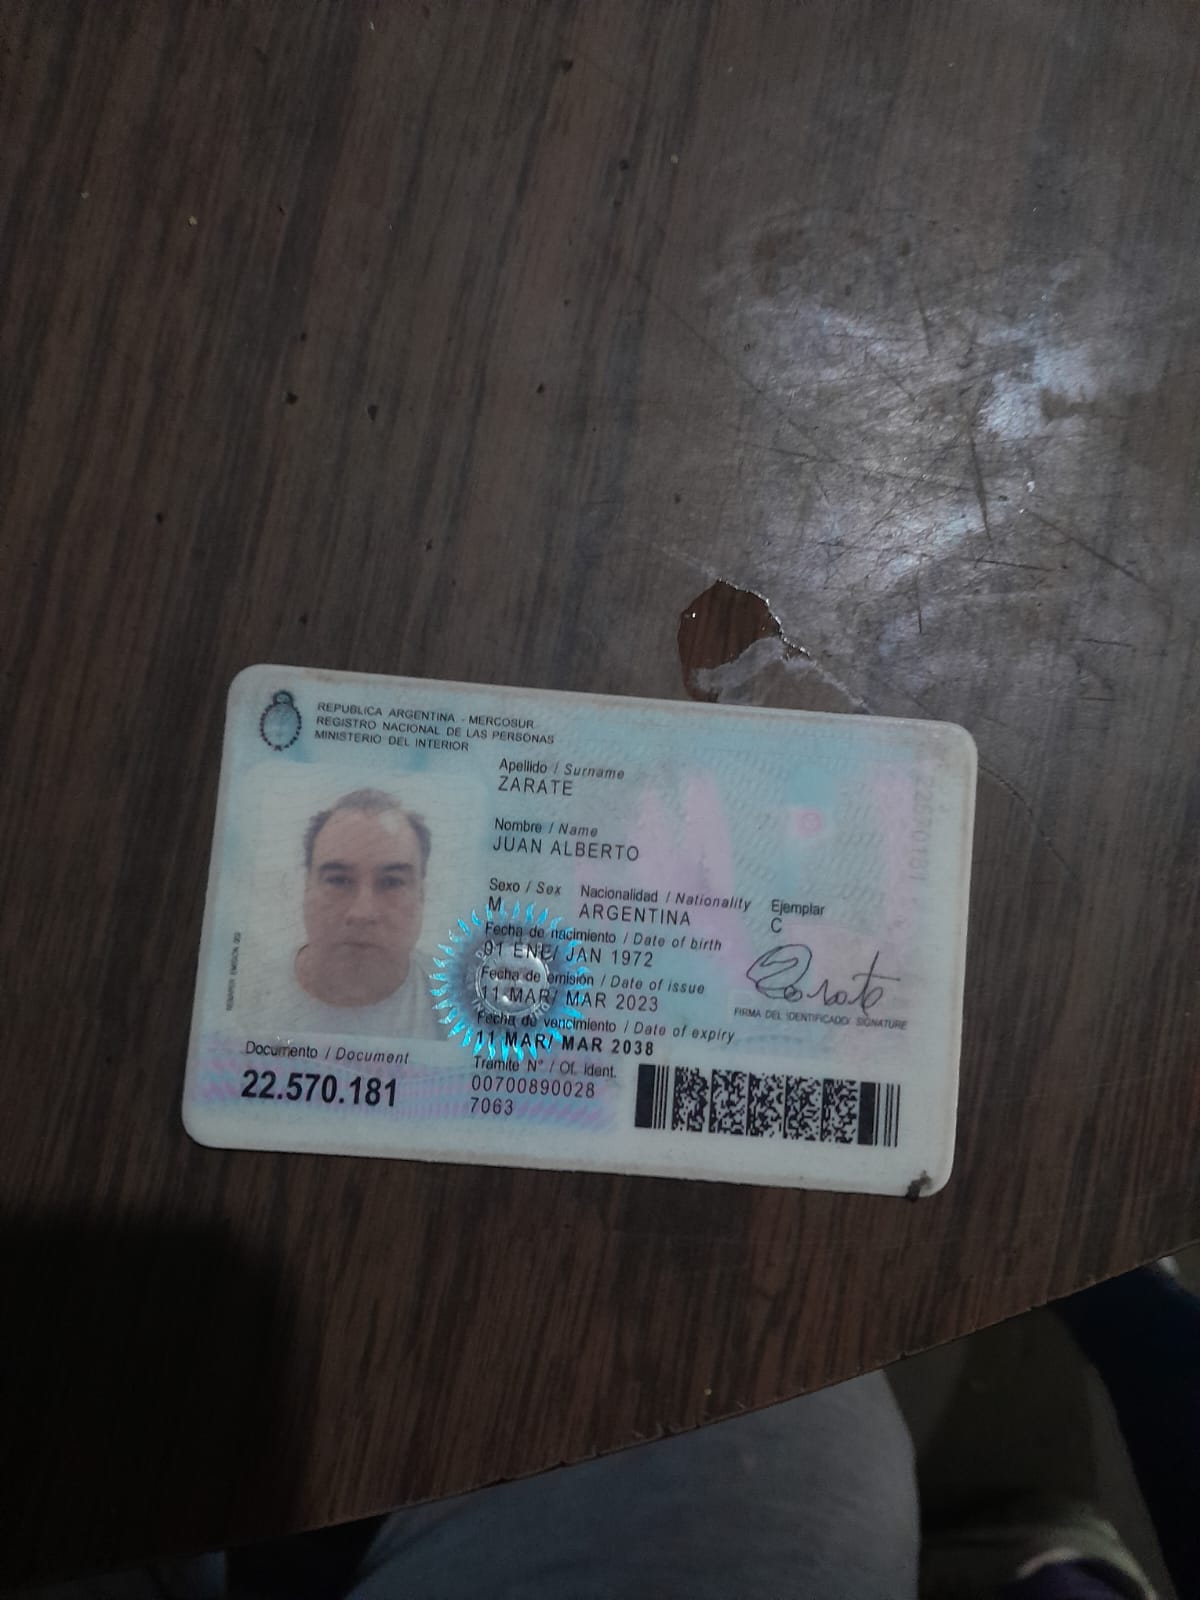 REPUBLICA ARGENTINA - MERCOSUR
REGISTRO NACIONAL DE LAS PERSONAS
MINISTERIO DEL INTERIOR
Apellido / Surname
ZARATE
Nombre / Name
JUAN ALBERTO
Sexo / Sex Nacionalidad / Nationality Ejemplar
M ARGENTINA C
Fecha de nacimiento / Date of birth
01 ENE/ JAN 1972
Fecha de emisión / Date of issue
11 MAR/ MAR 2023
FIRMA DEL IDENTIFICADO/ SIGNATURE
Fecha de vencimiento / Date of expiry
11 MAR/ MAR 2038
Documento / Document
22.570.181
Tramite N° / Of. ident.
00700890028
7063